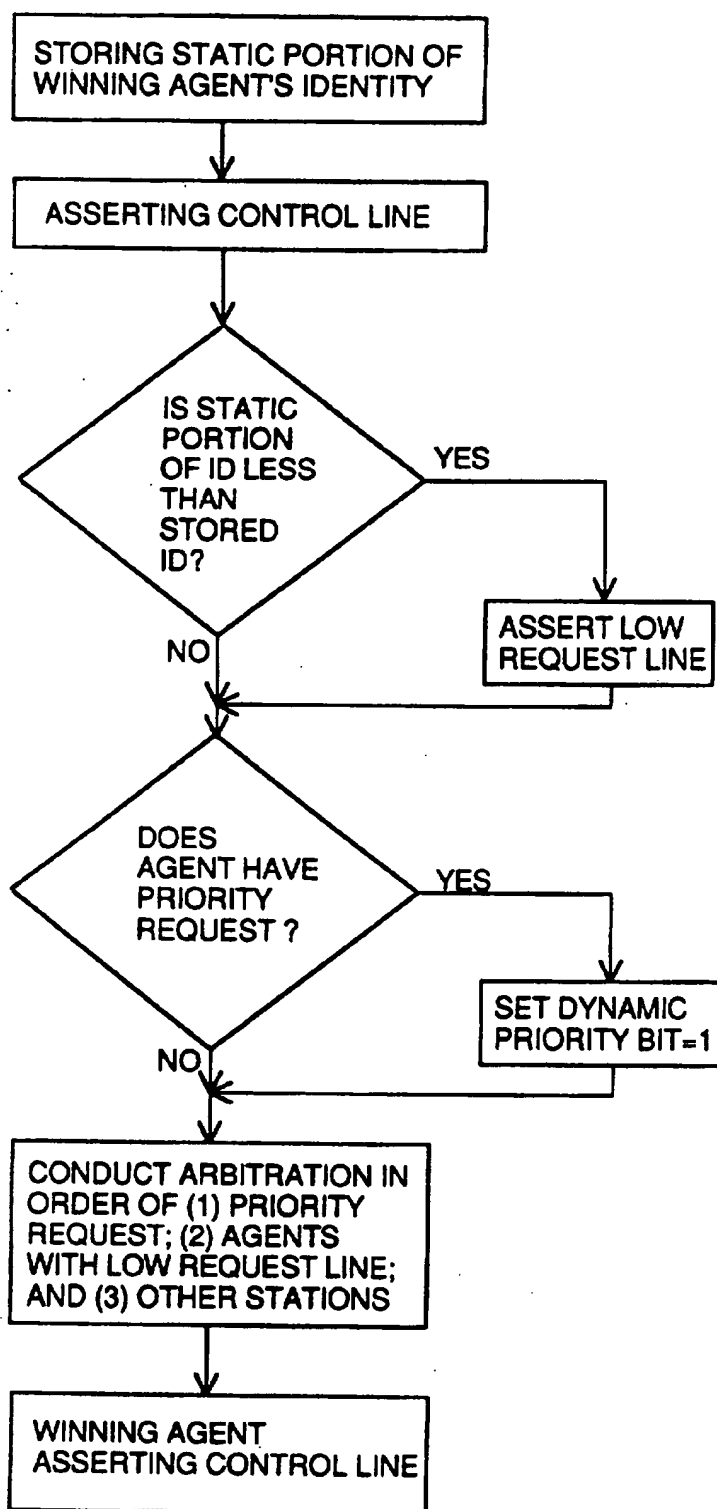 STORING STATIC PORTION OF
WINNING AGENT'S IDENTITY
ASSERTING CONTROL LINE
IS STATIC
PORTION
OF ID LESS
THAN
STORED
ID?
YES
ASSERT LOW
REQUEST LINE
NO
DOES
AGENT HAVE
PRIORITY
REQUEST ?
YES
SET DYNAMIC
PRIORITY BIT=1
NO
CONDUCT ARBITRATION IN
ORDER OF (1) PRIORITY
REQUEST; (2) AGENTS
WITH LOW REQUEST LINE;
AND (3) OTHER STATIONS
WINNING AGENT
ASSERTING CONTROL LINE